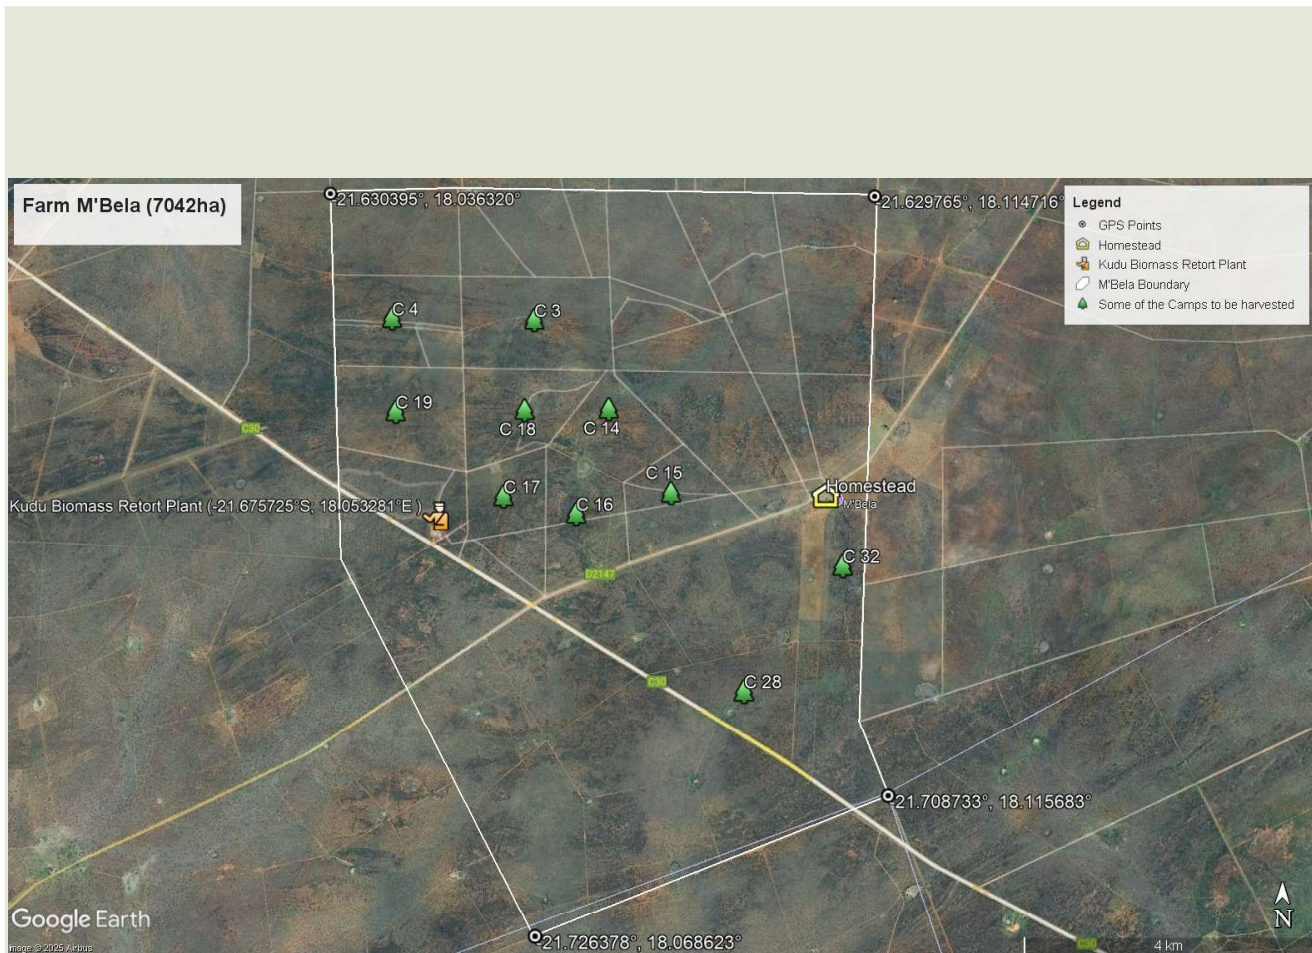 Farm M'Bela (7042ha)
-21.630395°, 18.036320°
-21.629765°, 18.114716°
Legend
GPS Points
Homestead
Kudu Biomass Retort Plant
M'Bela Boundary
Some of the Camps to be harvested
C 4
C 3
C 19
C 18
C 14
C30
C 17
C 16
C 15
Homestead
M'Bela
Kudu Biomass Retort Plant (-21.675725°S; 18.053281°E )
C 32
D2147
C30
C 28
-21.708733°, 18.115683°
-21.726378°, 18.068623°
Google Earth
Image © 2025 Airbus
C30
4 km
N